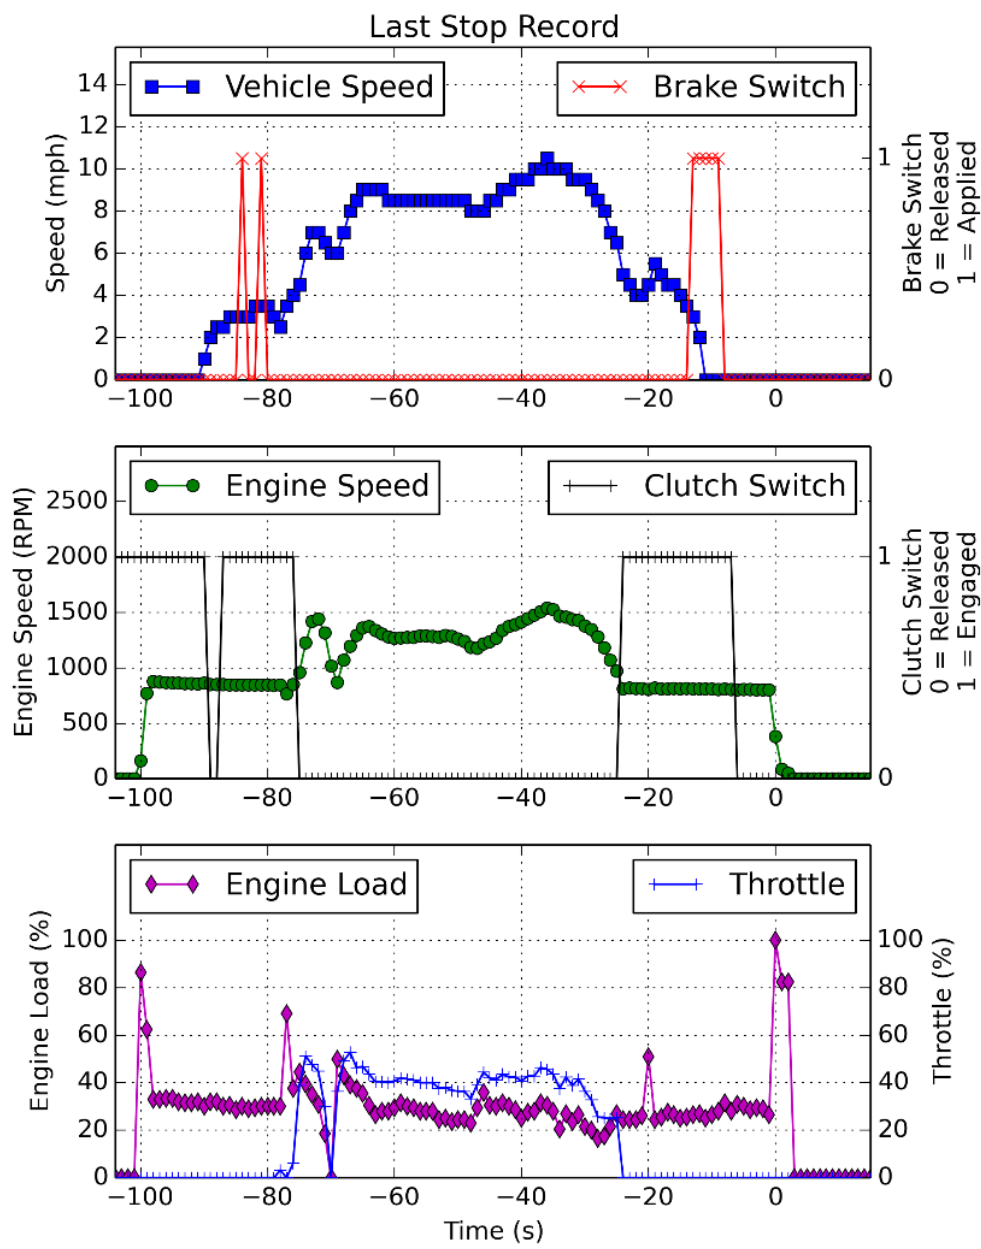 Last Stop Record
Vehicle Speed
Brake Switch
14
12
10
8
6
4
2
0
Speed (mph)
1
0
Brake Switch
0 = Released
1 = Applied
−100 −80 −60 −40 −20 0
Engine Speed
Clutch Switch
2500
2000
1500
1000
500
0
Engine Speed (RPM)
1
0
Clutch Switch
0 = Released
1 = Engaged
−100 −80 −60 −40 −20 0
Engine Load
Throttle
100
80
60
40
20
0
Engine Load (%)
100
80
60
40
20
0
Throttle (%)
−100 −80 −60 −40 −20 0
Time (s)